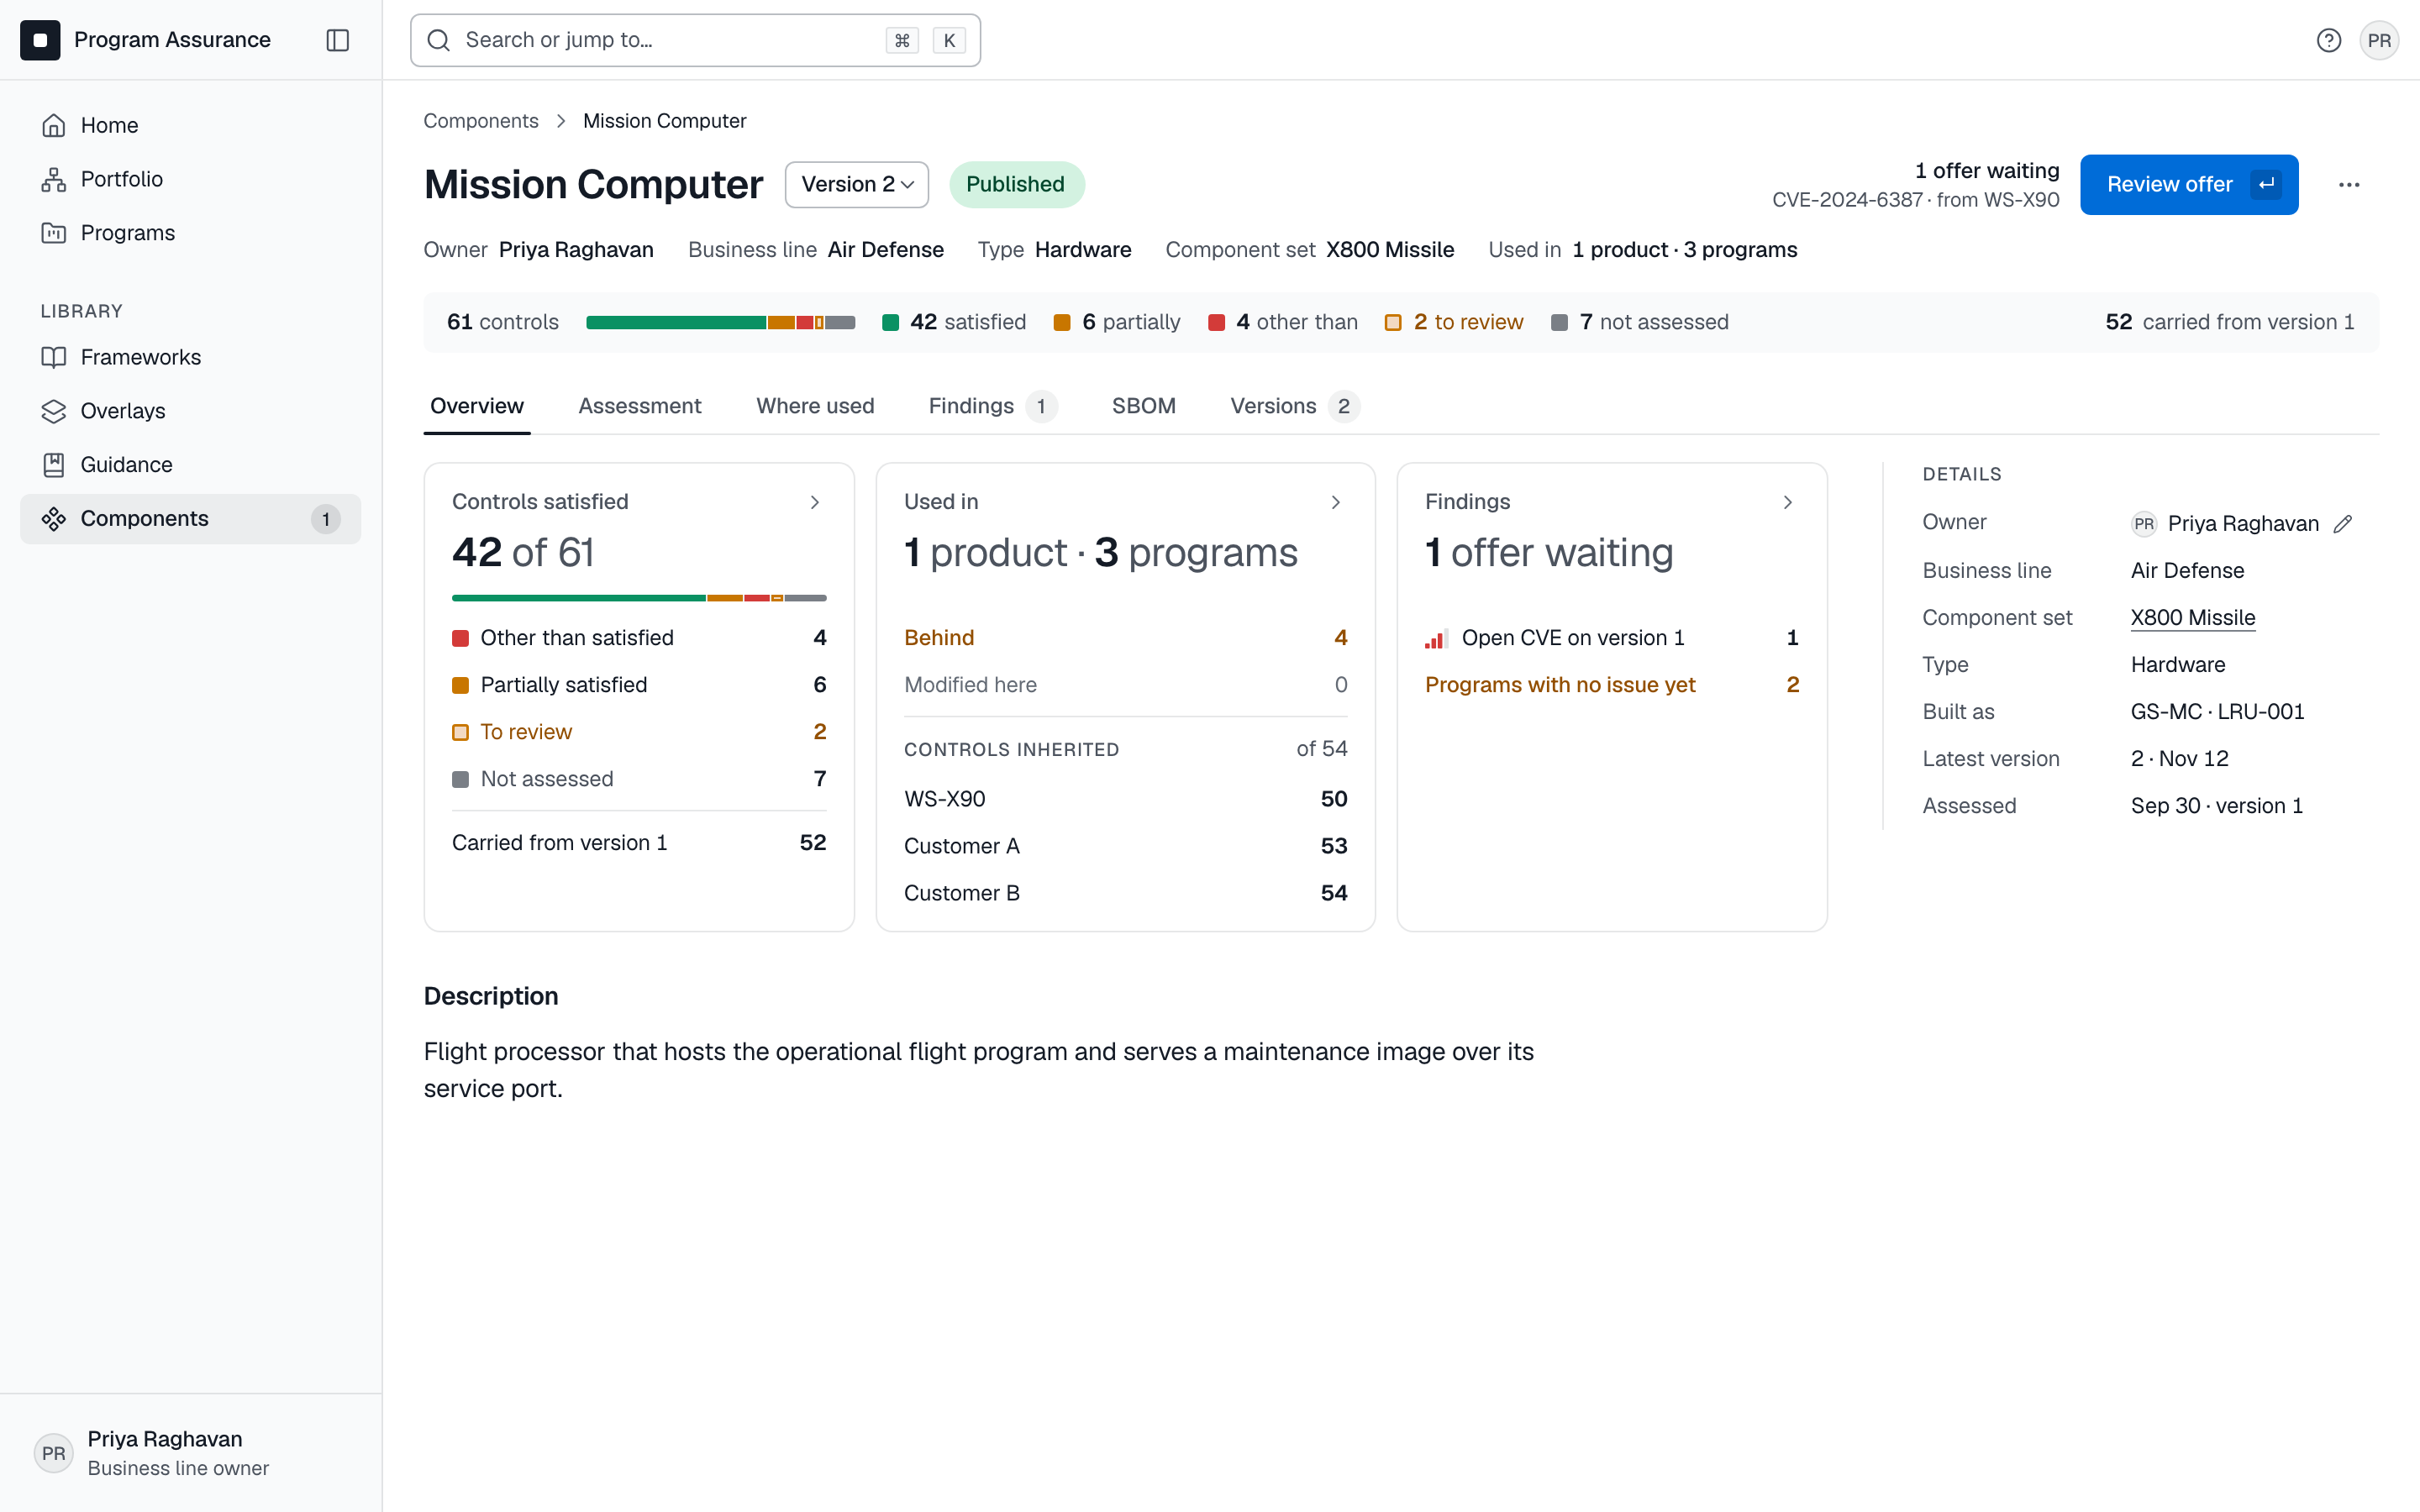 Program Assurance
Search or jump to...
⌘ K
PR
Home
Portfolio
Programs
LIBRARY
Frameworks
Overlays
Guidance
Components 1
Priya Raghavan
PR
Business line owner
Components > Mission Computer
Mission Computer Version 2 Published
1 offer waiting
CVE-2024-6387 · from WS-X90
Review offer
Owner Priya Raghavan Business line Air Defense Type Hardware Component set X800 Missile Used in 1 product · 3 programs
61 controls 42 satisfied 6 partially 4 other than 2 to review 7 not assessed 52 carried from version 1
Overview Assessment Where used Findings 1 SBOM Versions 2
Controls satisfied
42 of 61
Other than satisfied 4
Partially satisfied 6
To review 2
Not assessed 7
Carried from version 1 52
Used in
1 product · 3 programs
Behind 4
Modified here 0
CONTROLS INHERITED of 54
WS-X90 50
Customer A 53
Customer B 54
Findings
1 offer waiting
Open CVE on version 1 1
Programs with no issue yet 2
DETAILS
Owner PR Priya Raghavan
Business line Air Defense
Component set X800 Missile
Type Hardware
Built as GS-MC · LRU-001
Latest version 2 · Nov 12
Assessed Sep 30 · version 1
Description
Flight processor that hosts the operational flight program and serves a maintenance image over its
service port.